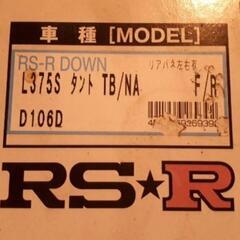 車種 [MODEL]
RS-R DOWN
L375S タント TB/NA
リアバネ左右有
F/R
D106D
RS★R